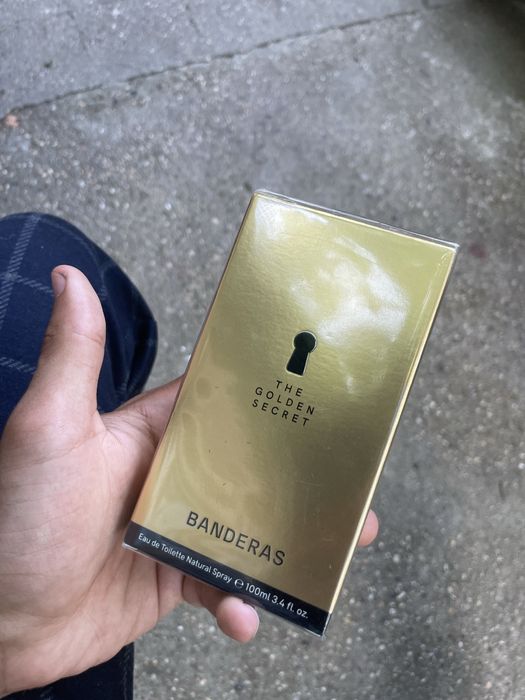 THE
GOLDEN
SECRET
BANDERAS
Eau de Toilette Natural Spray ℮ 100ml 3.4 fl. oz.